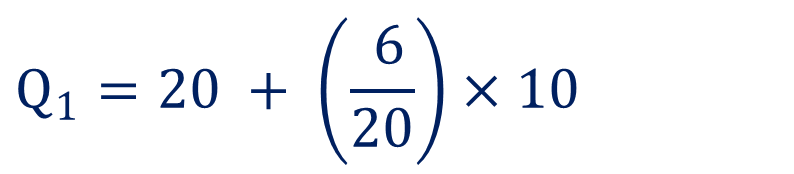 Q₁ = 20 + (6/20) × 10